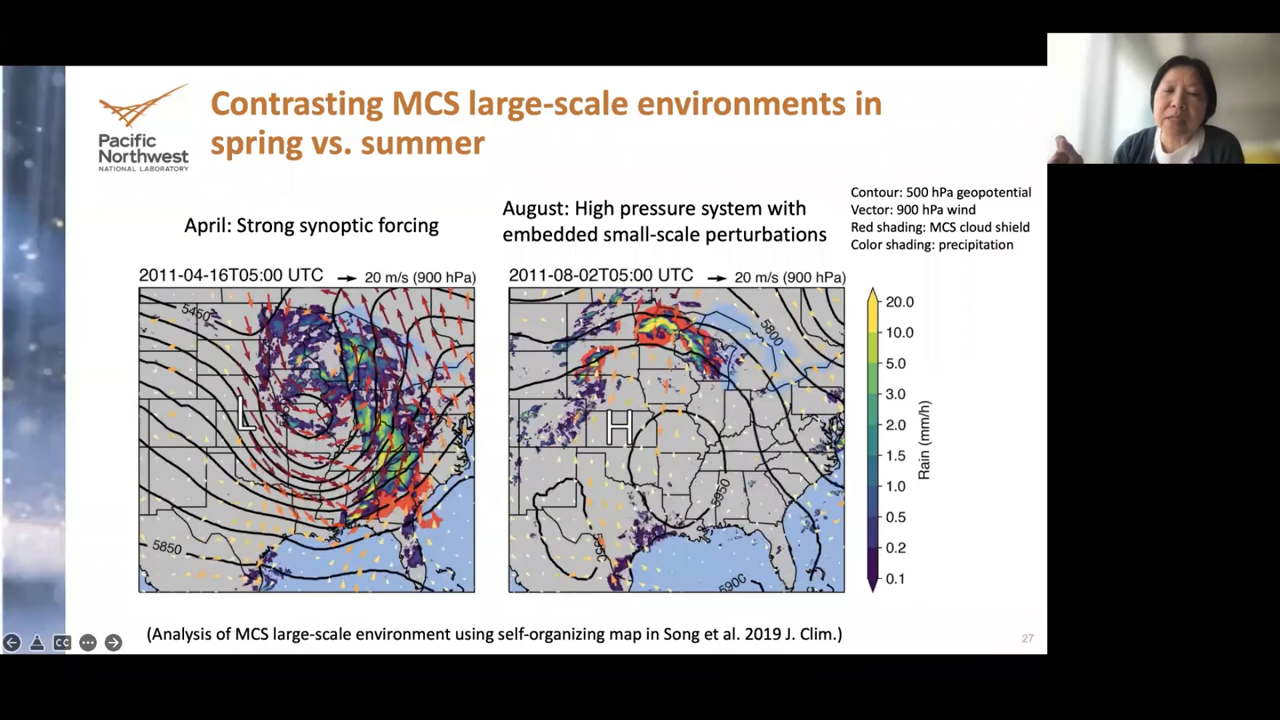 Pacific
Northwest
NATIONAL LABORATORY
Contrasting MCS large-scale environments in
spring vs. summer
April: Strong synoptic forcing
August: High pressure system with
embedded small-scale perturbations
Contour: 500 hPa geopotential
Vector: 900 hPa wind
Red shading: MCS cloud shield
Color shading: precipitation
2011-04-16T05:00 UTC
20 m/s (900 hPa)
5450
L
5850
2011-08-02T05:00 UTC
20 m/s (900 hPa)
5800
H
5950
5900
20.0
10.0
5.0
3.0
2.0
1.5
1.0
0.5
0.2
0.1
Rain (mm/h)
(Analysis of MCS large-scale environment using self-organizing map in Song et al. 2019 J. Clim.)
27
CC